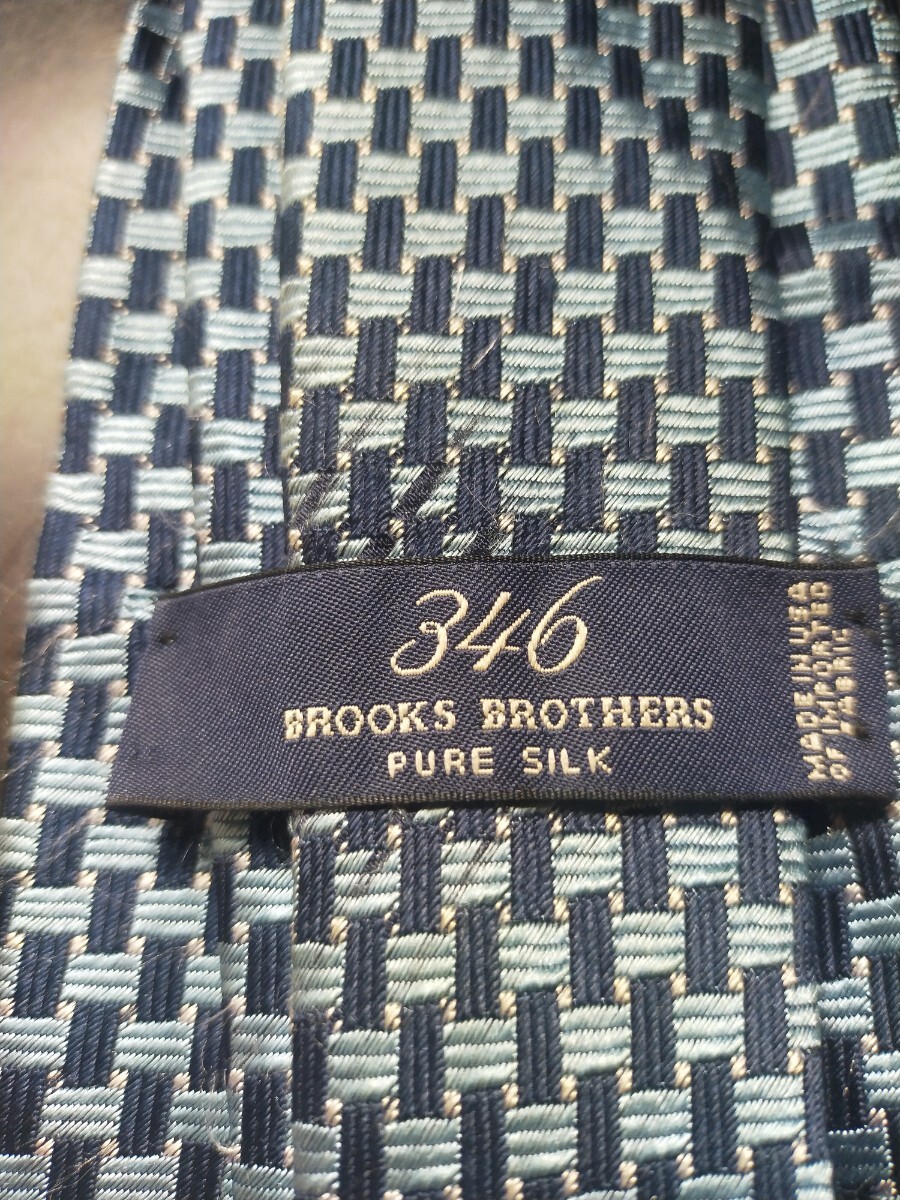 346
BROOKS BROTHERS
PURE SILK
MADE IN USA
OF IMPORTED
FABRIC